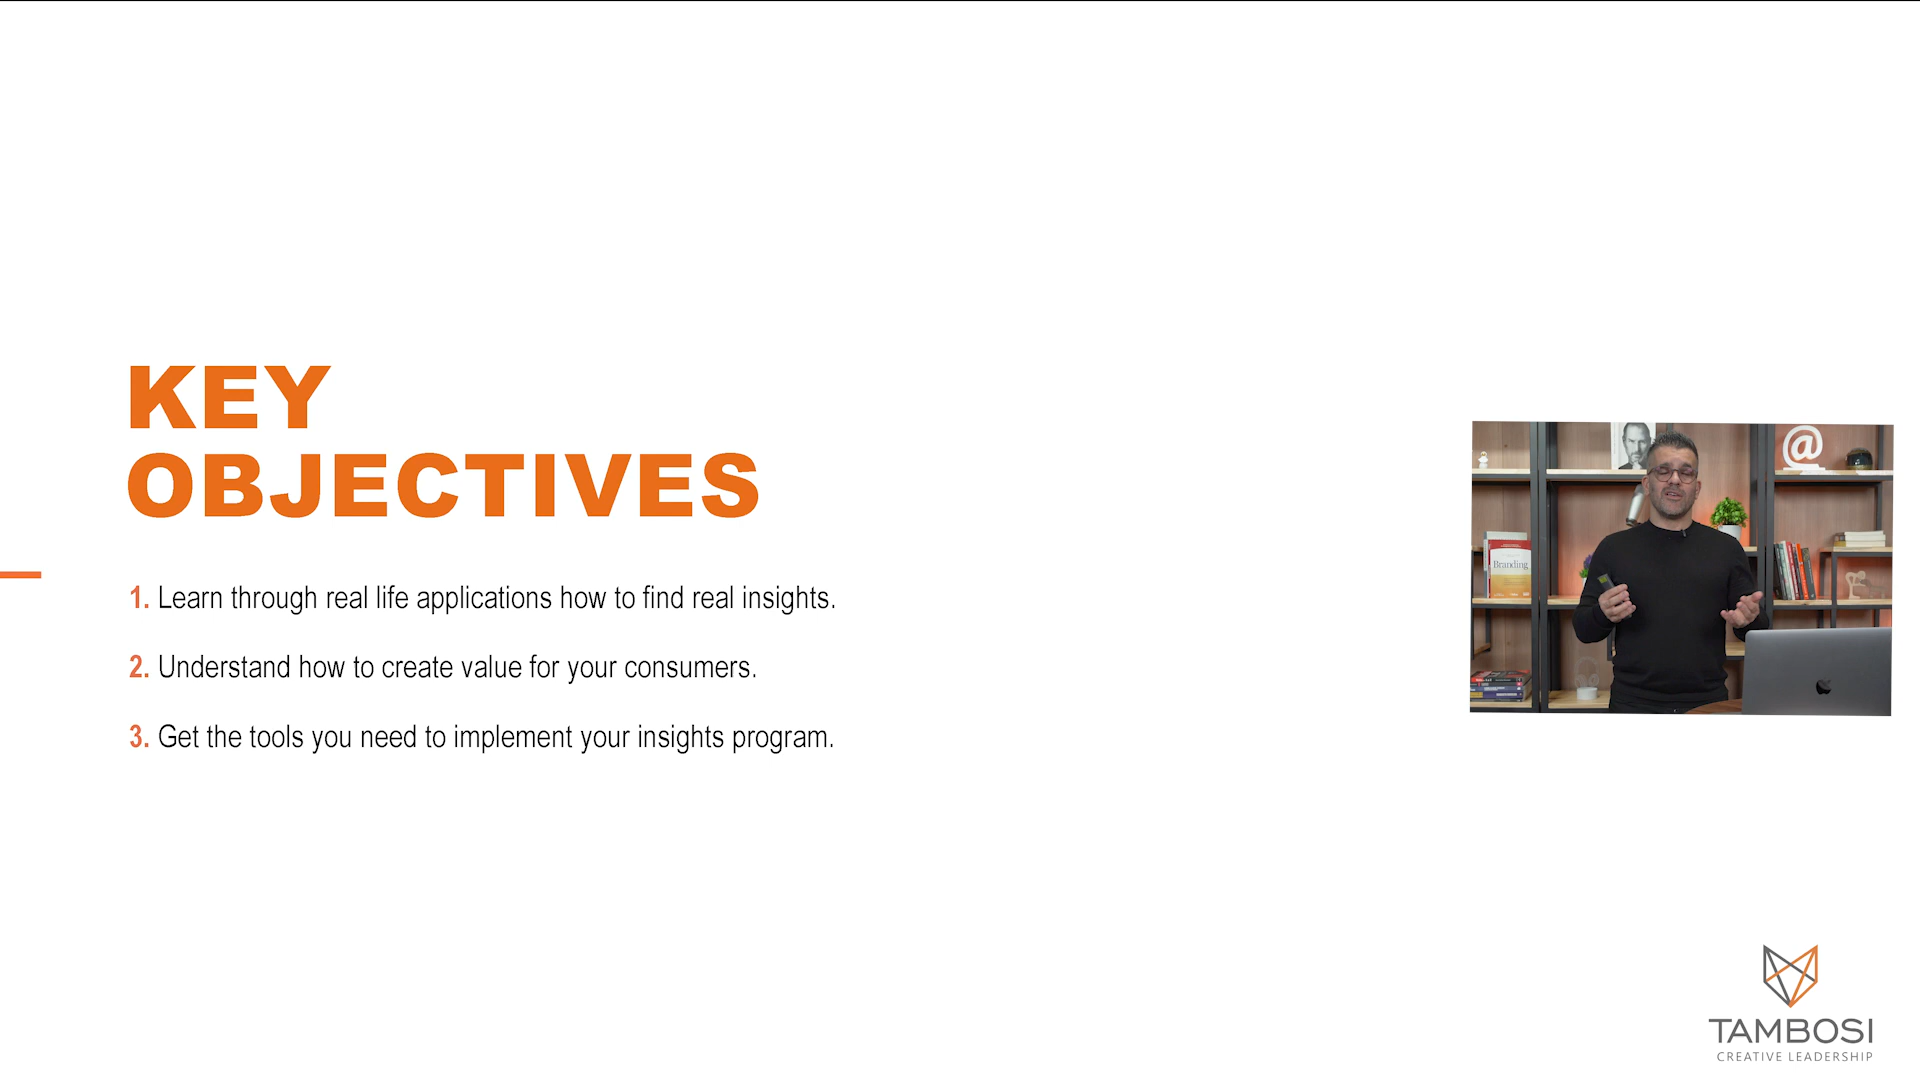 KEY
OBJECTIVES
1. Learn through real life applications how to find real insights.
2. Understand how to create value for your consumers.
3. Get the tools you need to implement your insights program.
@
Branding
TAMBOSI
CREATIVE LEADERSHIP